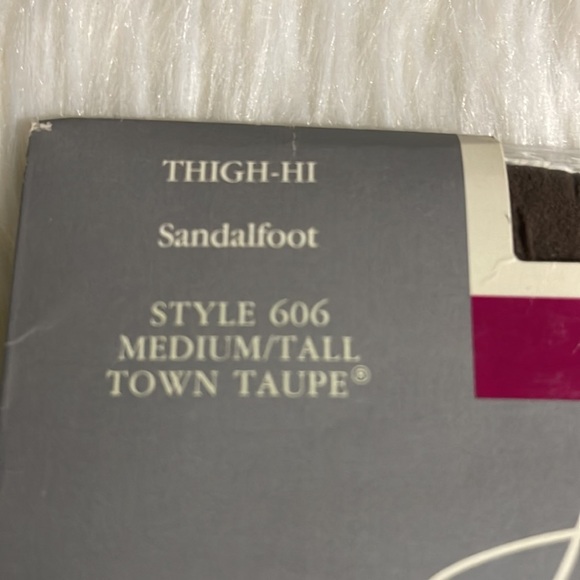 THIGH-HI
Sandalfoot
STYLE 606
MEDIUM/TALL
TOWN TAUPE®